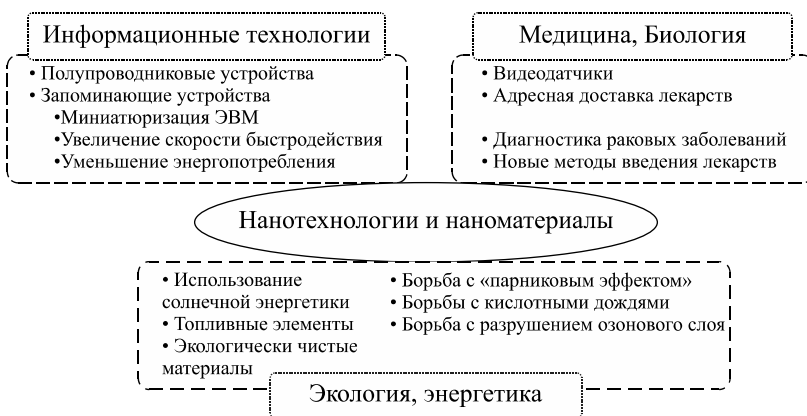 Информационные технологии
• Полупроводниковые устройства
• Запоминающие устройства
•Миниатюризация ЭВМ
•Увеличение скорости быстродействия
•Уменьшение энергопотребления
Медицина, Биология
• Видеодатчики
• Адресная доставка лекарств
• Диагностика раковых заболеваний
• Новые методы введения лекарств
Нанотехнологии и наноматериалы
• Использование
солнечной энергетики
• Топливные элементы
• Экологически чистые
материалы
• Борьба с «парниковым эффектом»
• Борьбы с кислотными дождями
• Борьба с разрушением озонового слоя
Экология, энергетика